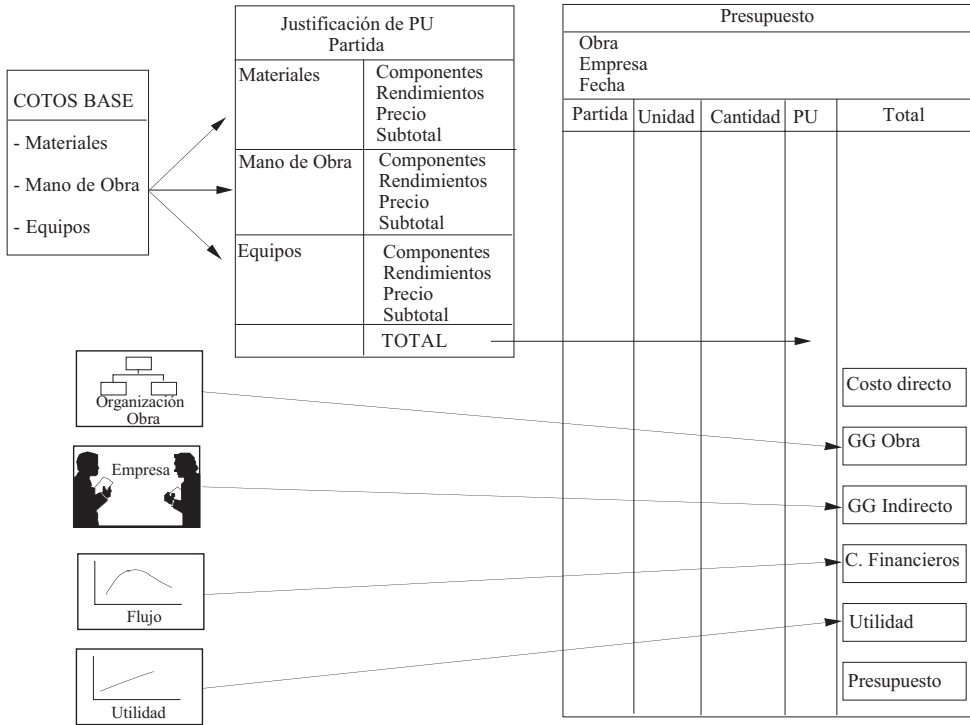 COTOS BASE
- Materiales
- Mano de Obra
- Equipos
Justificación de PU
Partida
Materiales
Componentes
Rendimientos
Precio
Subtotal
Mano de Obra
Componentes
Rendimientos
Precio
Subtotal
Equipos
Componentes
Rendimientos
Precio
Subtotal
TOTAL
Organización
Obra
Empresa
Flujo
Utilidad
Presupuesto
Obra
Empresa
Fecha
Partida Unidad Cantidad PU Total
Costo directo
GG Obra
GG Indirecto
C. Financieros
Utilidad
Presupuesto